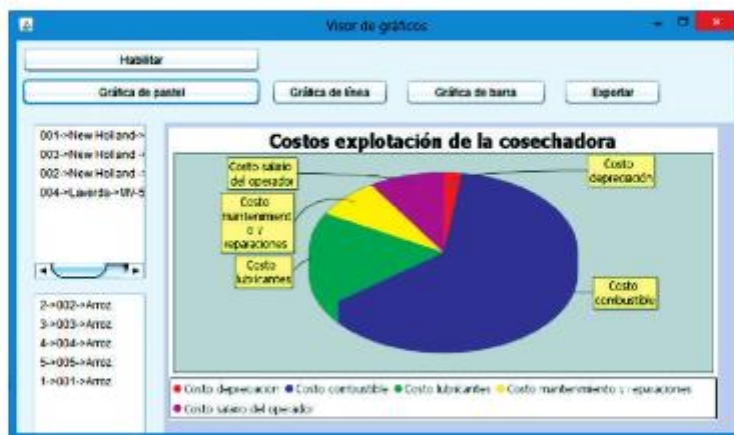 Visor de gráficos
Habilitar
Gráfica de pastel
Gráfica de línea
Gráfica de barra
Exportar
001->New Holland->
003->New Holland -
002->New Holland -
004->Laverda->MV-5
2->002->Arroz
3->003->Arroz
4->004->Arroz
5->005->Arroz
1->001->Arroz
Costos explotación de la cosechadora
Costo salario
del operador
Costo
depreciación
Costo
mantenimient
o y
reparaciones
Costo
lubricantes
Costo
combustible
Costo depreciación Costo combustible Costo lubricantes Costo mantenimiento y reparaciones
Costo salario del operador